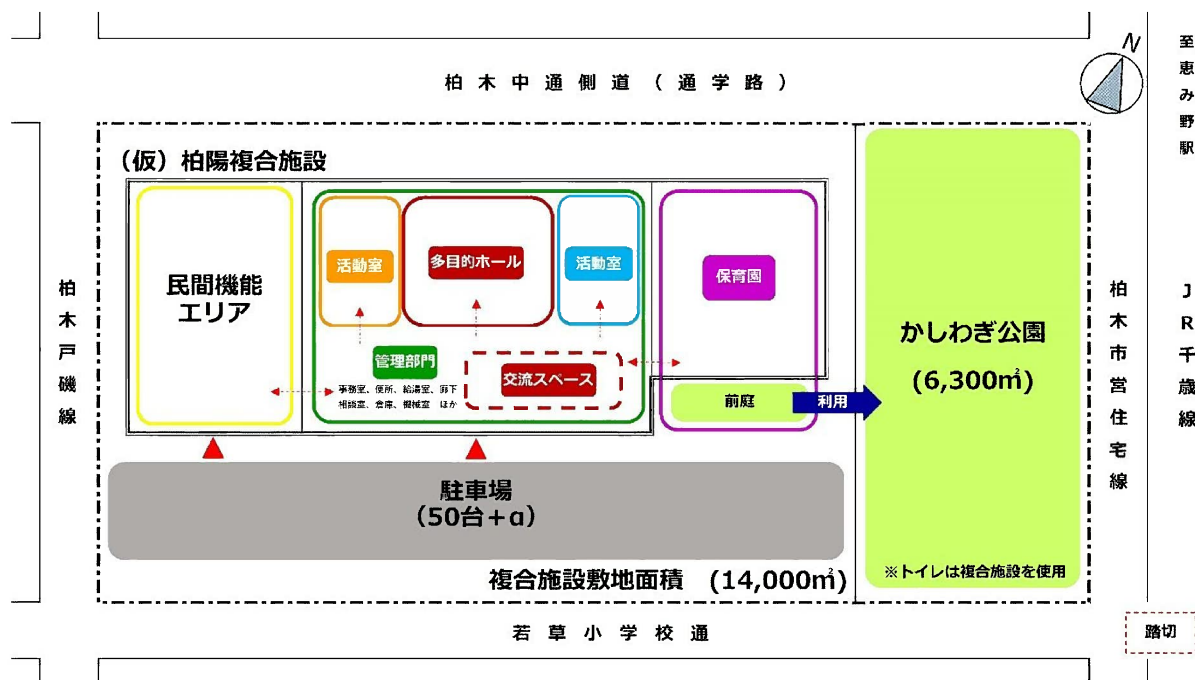 柏木中通側道（通学路）
N
至恵み野駅
（仮）柏陽複合施設
活動室
多目的ホール
活動室
保育園
民間機能
エリア
管理部門
事務室、便所、給湯室、廊下
相談室、倉庫、機械室　ほか
交流スペース
前庭
利用
かしわぎ公園
(6,300㎡)
柏木戸磯線
柏木市営住宅線
JR千歳線
駐車場
（50台＋α）
※トイレは複合施設を使用
複合施設敷地面積　(14,000㎡)
若草小学校通
踏切